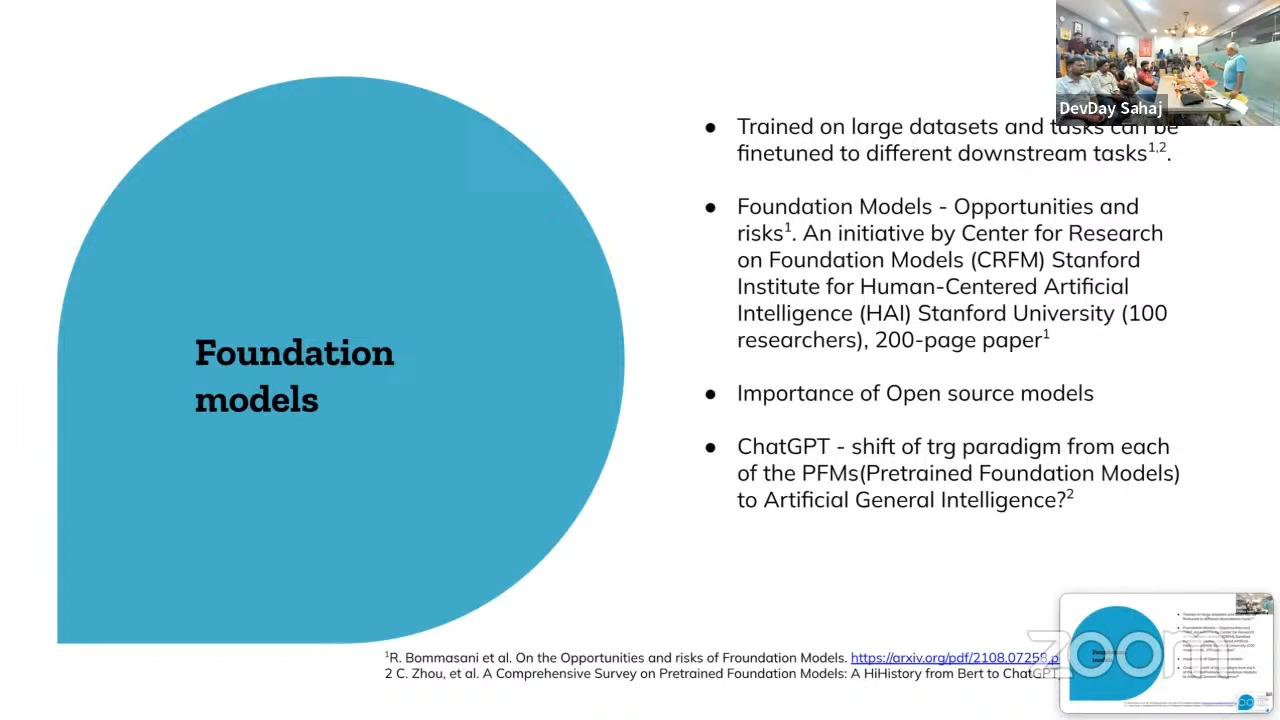 DevDay Sahaj
Foundation
models
● Trained on large datasets and tasks can be
finetuned to different downstream tasks1,2.
● Foundation Models - Opportunities and
risks1. An initiative by Center for Research
on Foundation Models (CRFM) Stanford
Institute for Human-Centered Artificial
Intelligence (HAI) Stanford University (100
researchers), 200-page paper1
● Importance of Open source models
● ChatGPT - shift of trg paradigm from each
of the PFMs(Pretrained Foundation Models)
to Artificial General Intelligence?2
1R. Bommasani et al. On the Opportunities and risks of Froundation Models. https://arxiv.org/pdf/2108.07258.p
2 C. Zhou, et al. A Comprehensive Survey on Pretrained Foundation Models: A HiHistory from Bert to ChatGPT,
zoom